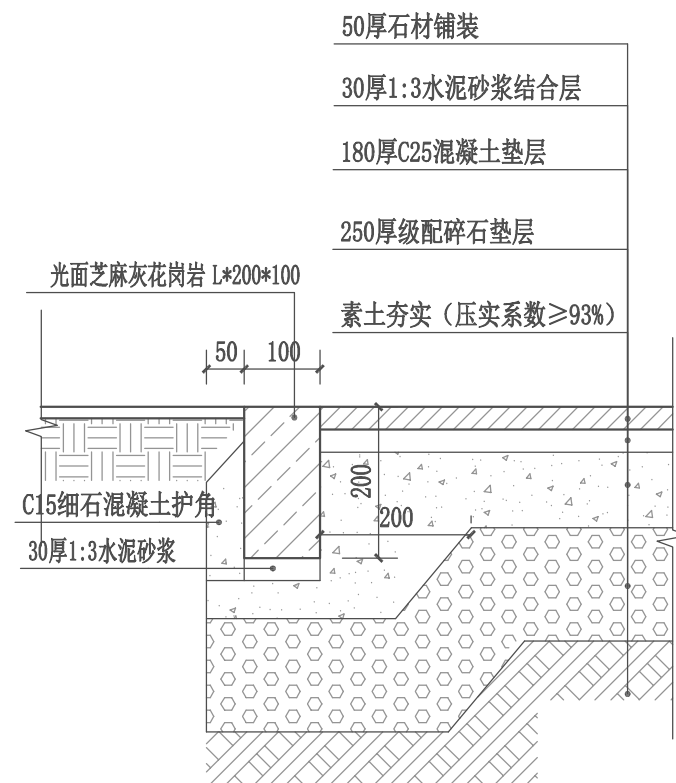 50厚石材铺装
30厚1:3水泥砂浆结合层
180厚C25混凝土垫层
250厚级配碎石垫层
光面芝麻灰花岗岩 L*200*100
素土夯实（压实系数≥93%）
50
100
200
C15细石混凝土护角
200
30厚1:3水泥砂浆